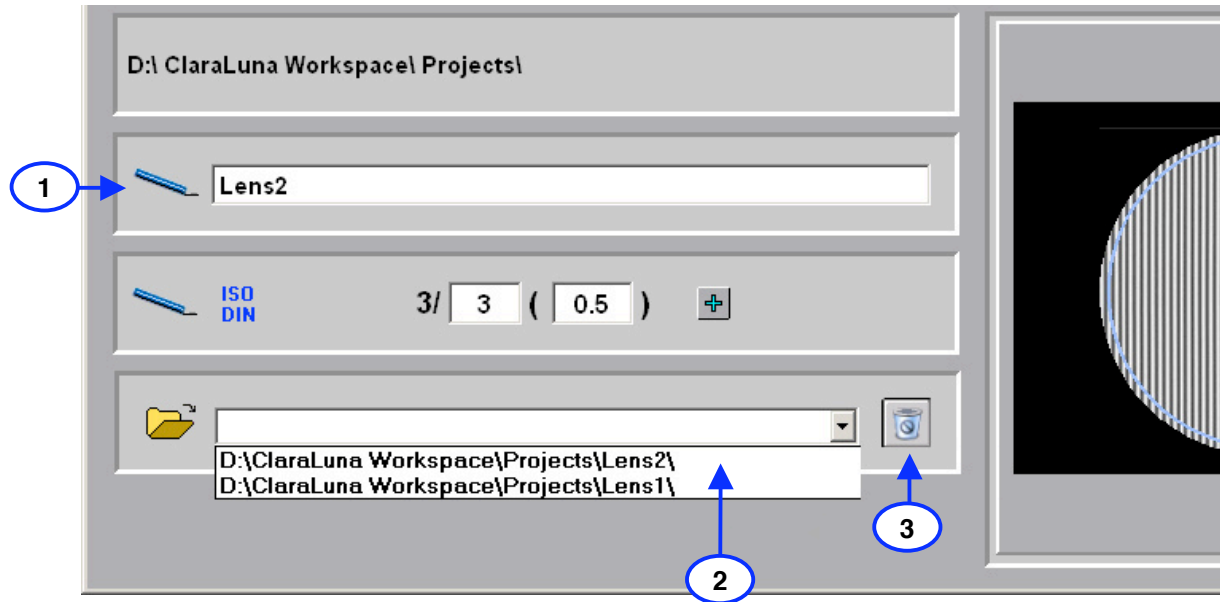 D:\ ClaraLuna Workspace\ Projects\
1
Lens2
ISO
DIN
3/ 3 ( 0.5 )
D:\ClaraLuna Workspace\Projects\Lens2\
D:\ClaraLuna Workspace\Projects\Lens1\
3
2